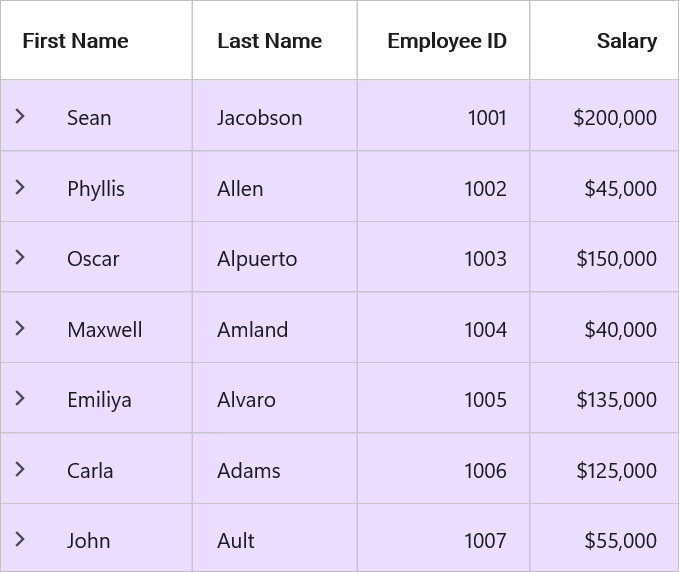 First Name Last Name Employee ID Salary
Sean Jacobson 1001 $200,000
Phyllis Allen 1002 $45,000
Oscar Alpuerto 1003 $150,000
Maxwell Amland 1004 $40,000
Emiliya Alvaro 1005 $135,000
Carla Adams 1006 $125,000
John Ault 1007 $55,000